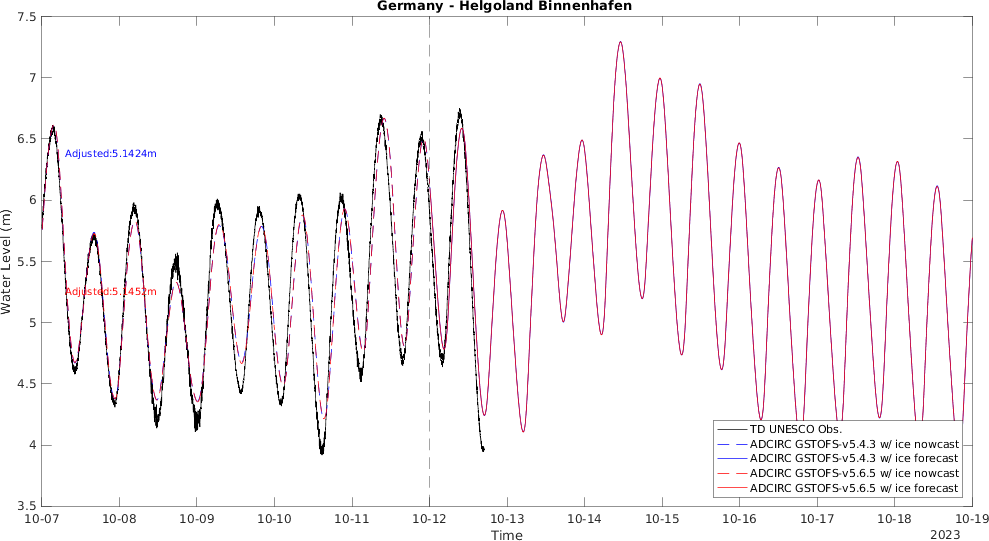 Germany - Helgoland Binnenhafen
7.5
7
6.5
6
5.5
5
4.5
4
3.5
Water Level (m)
Adjusted:5.1424m
Adjusted:5.1452m
TD UNESCO Obs.
ADCIRC GSTOFS-v5.4.3 w/ ice nowcast
ADCIRC GSTOFS-v5.4.3 w/ ice forecast
ADCIRC GSTOFS-v5.6.5 w/ ice nowcast
ADCIRC GSTOFS-v5.6.5 w/ ice forecast
10-07 10-08 10-09 10-10 10-11 10-12 10-13 10-14 10-15 10-16 10-17 10-18 10-19
Time
2023